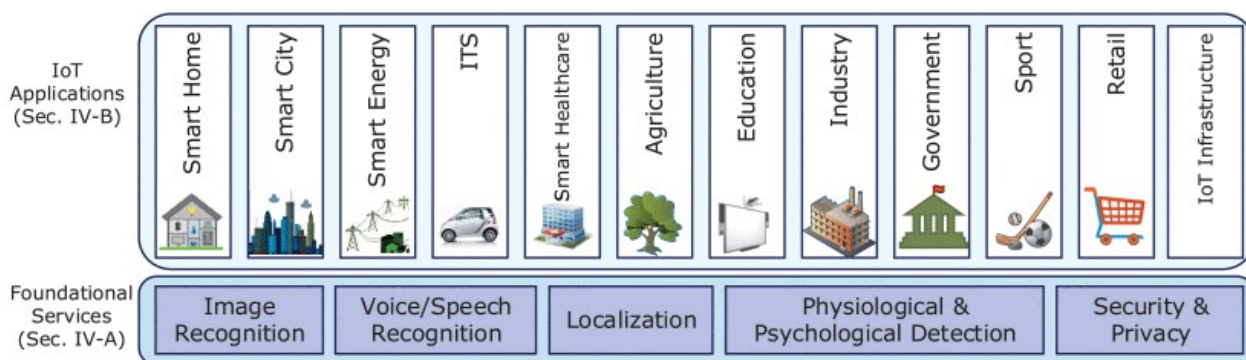 IoT
Applications
(Sec. IV-B)
Smart Home
Smart City
Smart Energy
ITS
Smart Healthcare
Agriculture
Education
Industry
Government
Sport
Retail
IoT Infrastructure
Foundational
Services
(Sec. IV-A)
Image
Recognition
Voice/Speech
Recognition
Localization
Physiological &
Psychological Detection
Security &
Privacy